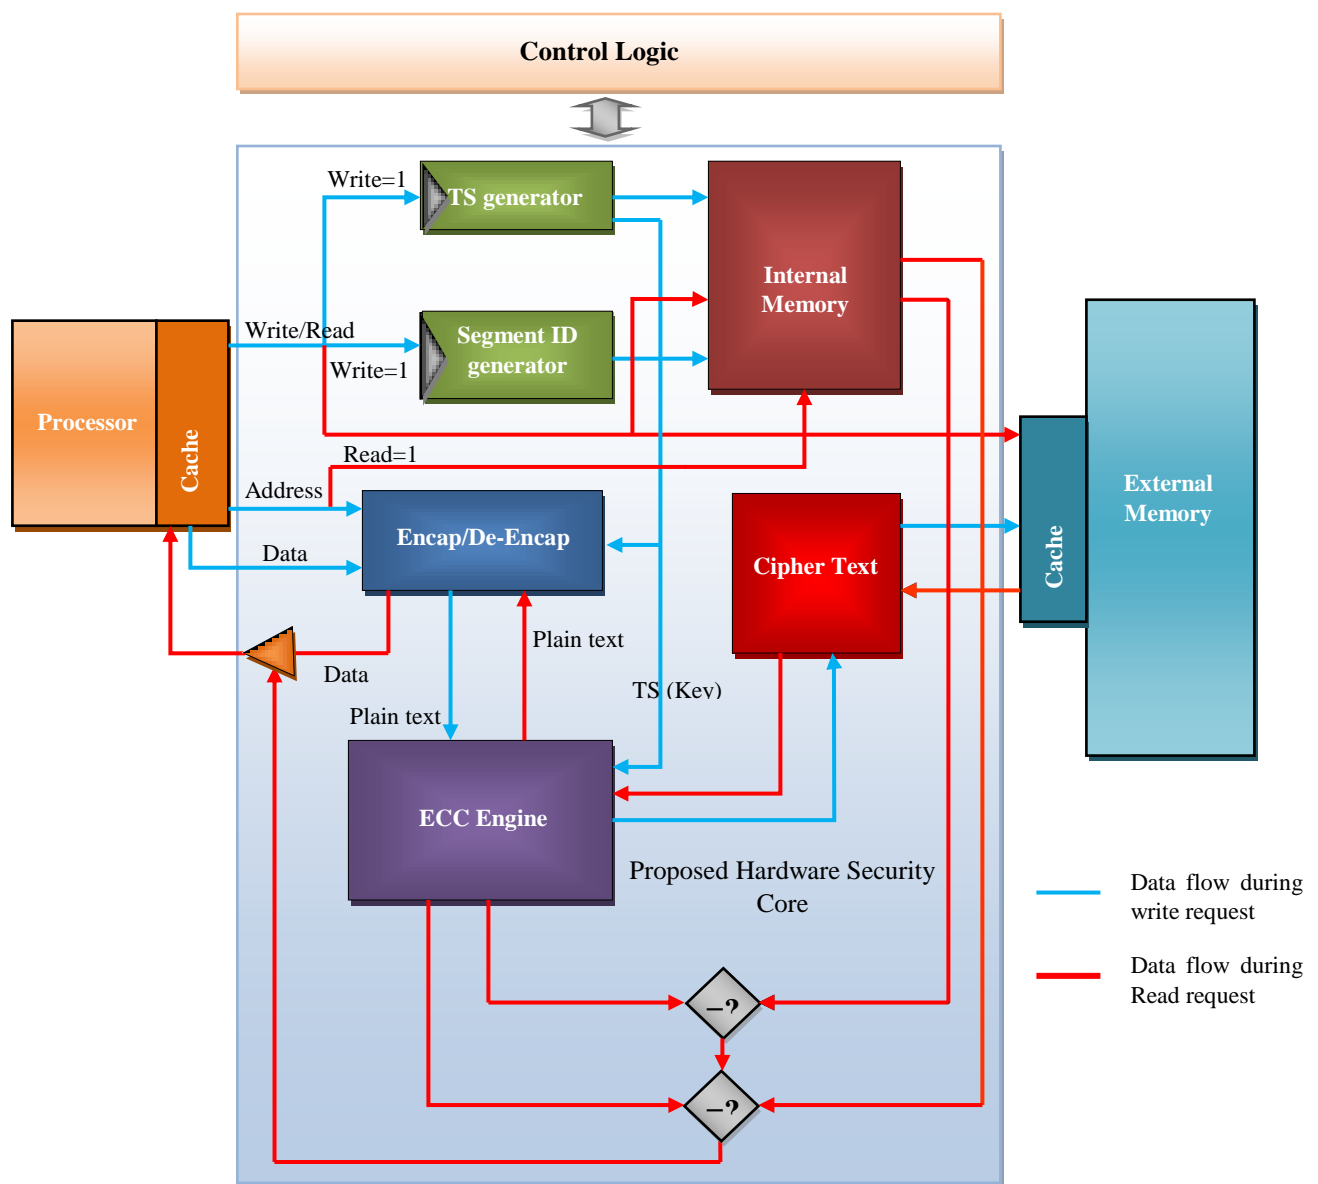 Control Logic
Write=1
TS generator
Internal
Memory
Write/Read
Segment ID
generator
Write=1
Processor
Cache
Read=1
Address
Encap/De-Encap
Data
Cipher Text
Cache
External
Memory
Plain text
Data
TS (Key)
Plain text
ECC Engine
Proposed Hardware Security
Core
Data flow during
write request
Data flow during
Read request